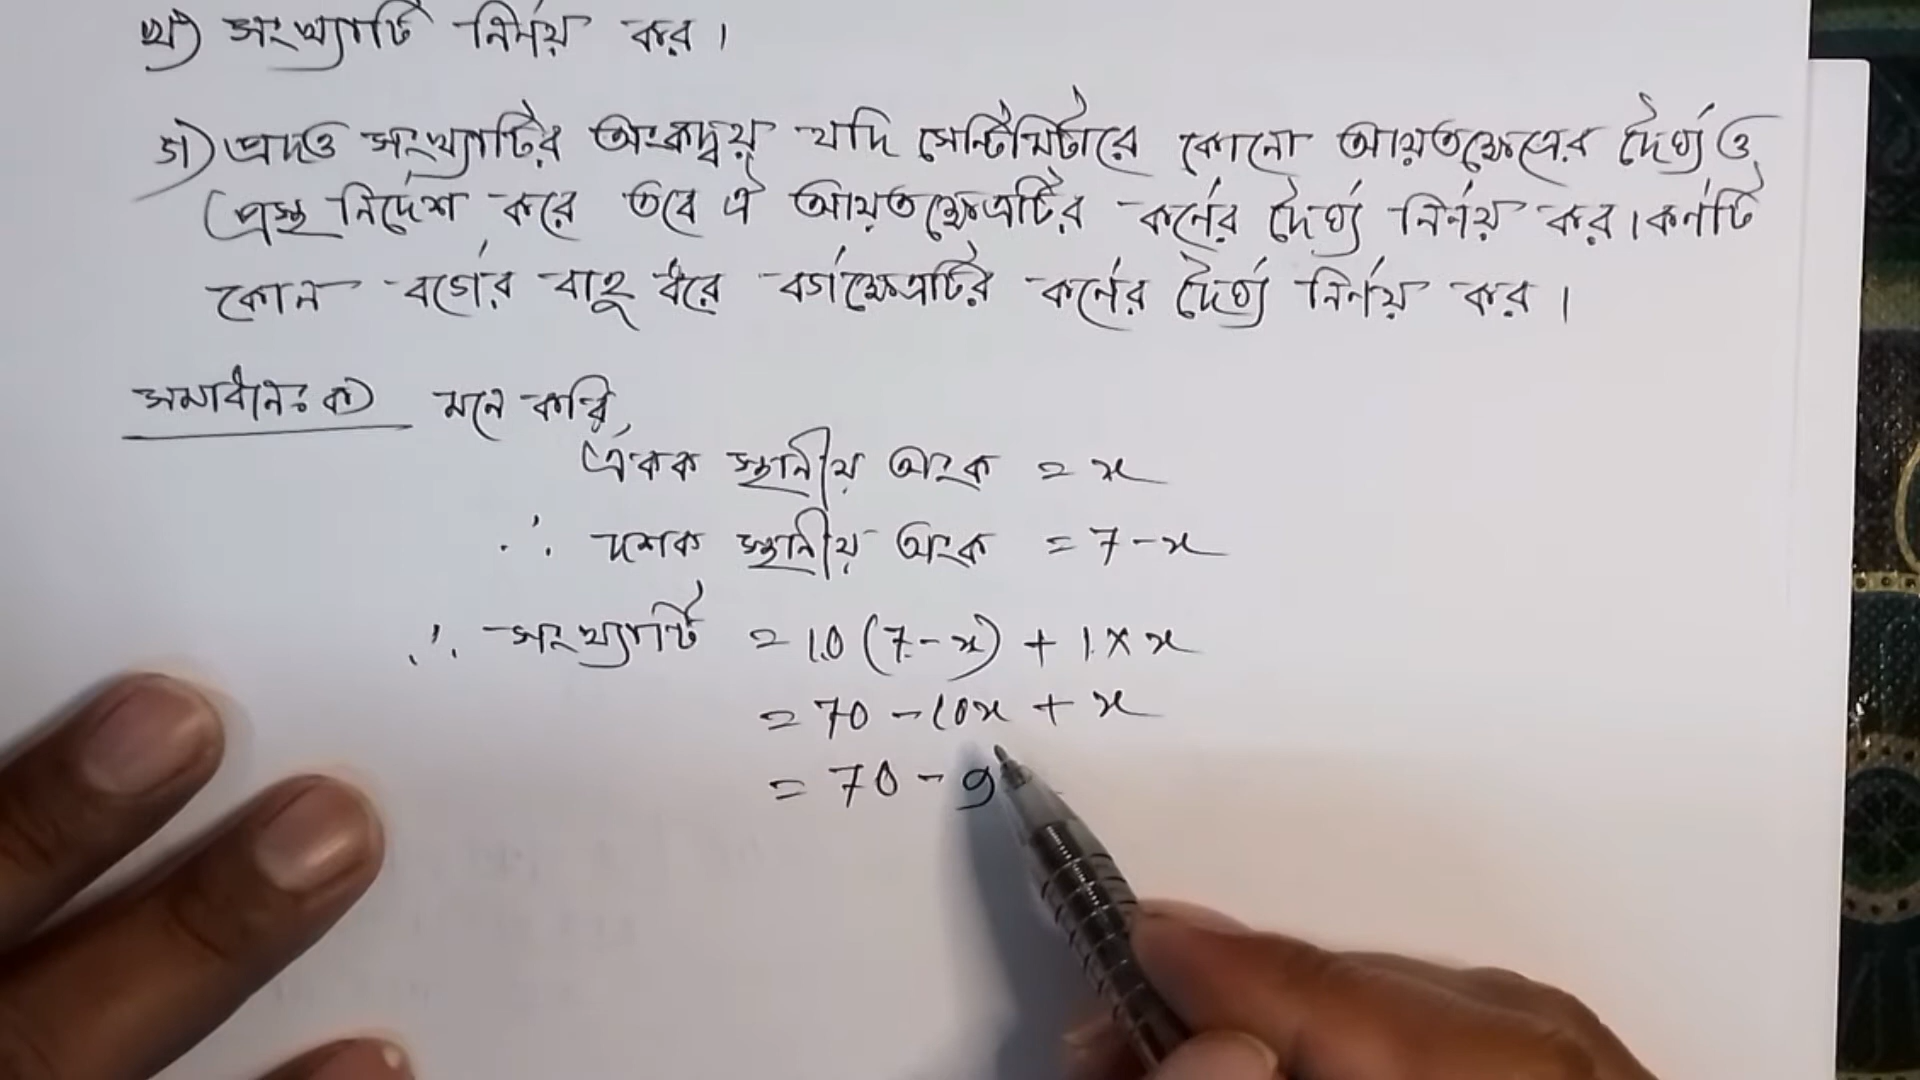 খ) সংখ্যাটি নির্ণয় কর।
গ) প্রদত্ত সংখ্যাটির অংকদ্বয় যদি সেন্টিমিটারে কোনো আয়তক্ষেত্রের দৈর্ঘ্য ও
প্রস্থ নির্দেশ করে তবে ঐ আয়তক্ষেত্রটির কর্নের দৈর্ঘ্য নির্ণয় কর। কর্ণটি
কোন বর্গের বাহু ধরে বর্গক্ষেত্রটির কর্নের দৈর্ঘ্য নির্ণয় কর।
সমাধান: ক) মনে করি,
একক স্থানীয় অংক = x
∴ দশক স্থানীয় অংক = 7 - x
∴ সংখ্যাটি = 10 (7 - x) + 1 × x
= 70 - 10x + x
= 70 - 9